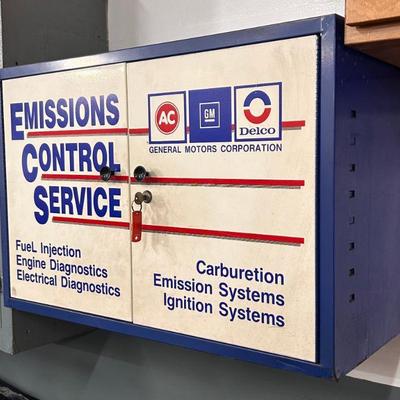 EMISSIONS
CONTROL
SERVICE
FueL Injection
Engine Diagnostics
Electrical Diagnostics
AC GM Delco
GENERAL MOTORS CORPORATION
Carburetion
Emission Systems
Ignition Systems